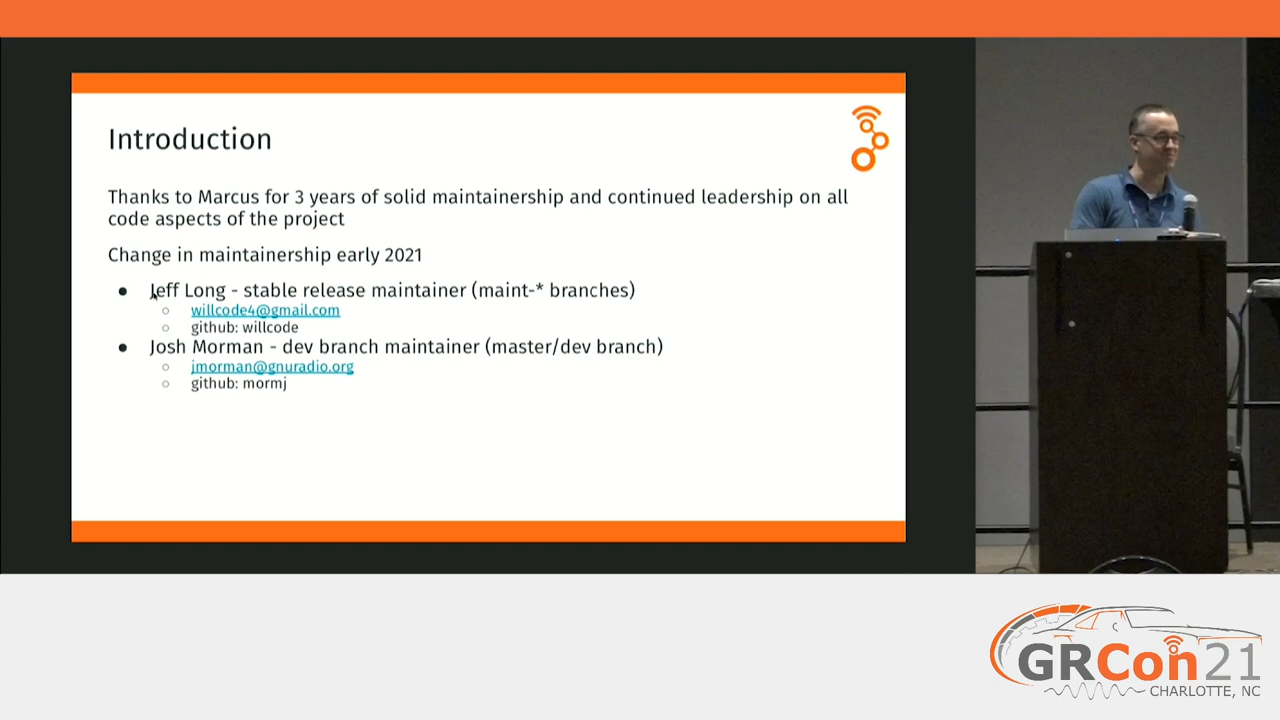 Introduction
Thanks to Marcus for 3 years of solid maintainership and continued leadership on all
code aspects of the project
Change in maintainership early 2021
● Jeff Long - stable release maintainer (maint-* branches)
○ willcode4@gmail.com
○ github: willcode
● Josh Morman - dev branch maintainer (master/dev branch)
○ jmorman@gnuradio.org
○ github: mormj
GRCon21
CHARLOTTE, NC